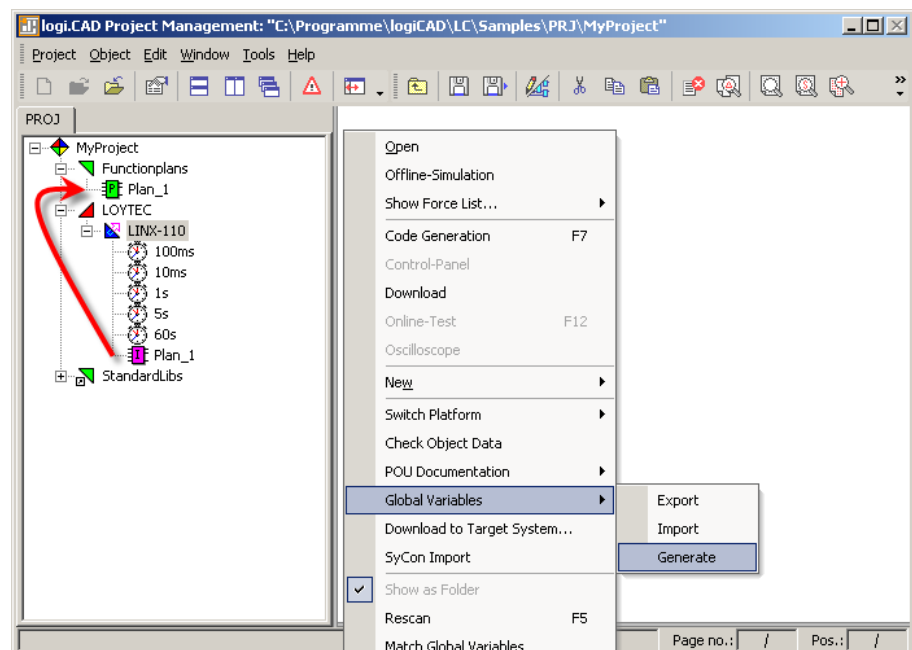 logi.CAD Project Management: "C:\Programme\logiCAD\LC\Samples\PRJ\MyProject"
Project Object Edit Window Tools Help
PROJ
MyProject
Functionplans
P Plan_1
LOYTEC
LINX-110
100ms
10ms
1s
5s
60s
I Plan_1
StandardLibs
Open
Offline-Simulation
Show Force List...
Code Generation F7
Control-Panel
Download
Online-Test F12
Oscilloscope
New
Switch Platform
Check Object Data
POU Documentation
Global Variables
Download to Target System...
SyCon Import
Show as Folder
Rescan F5
Match Global Variables
Export
Import
Generate
Page no.: / Pos.: /